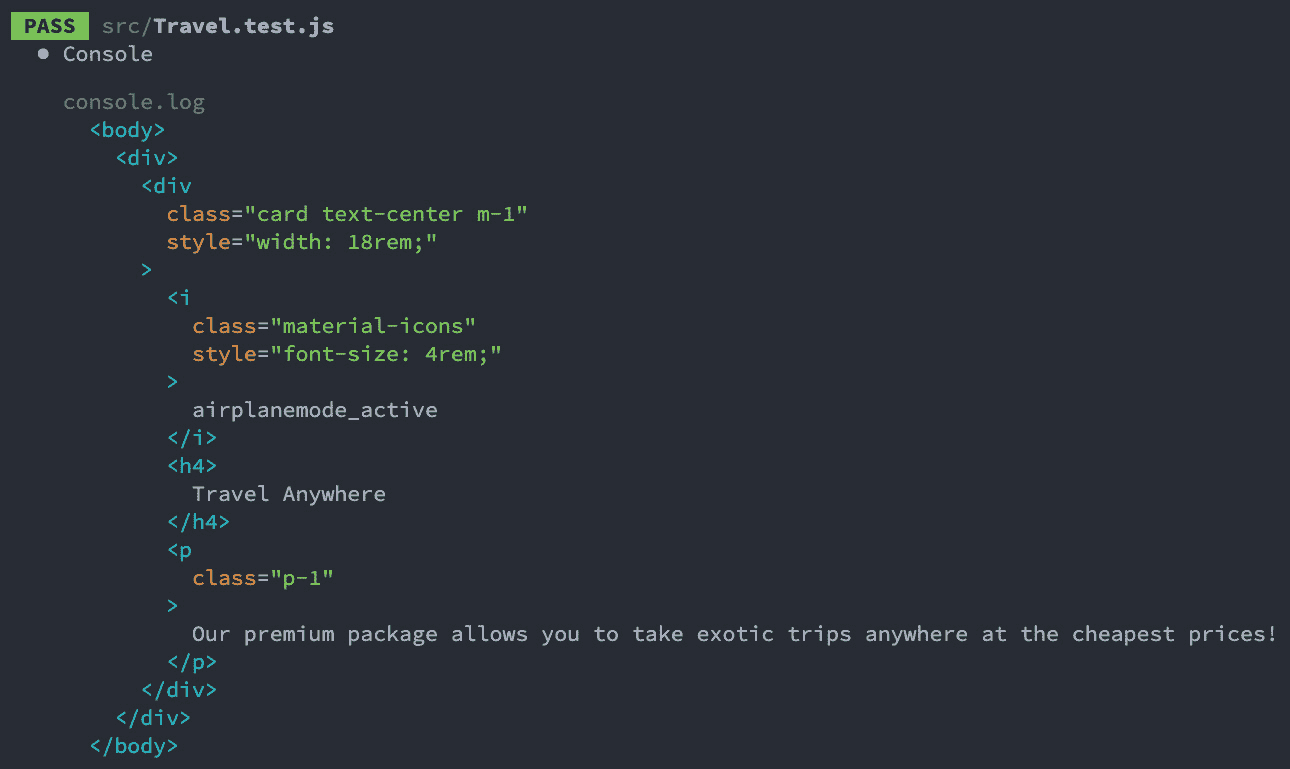 PASS src/Travel.test.js
● Console
console.log
<body>
<div>
<div
class="card text-center m-1"
style="width: 18rem;"
>
<i
class="material-icons"
style="font-size: 4rem;"
>
airplanemode_active
</i>
<h4>
Travel Anywhere
</h4>
<p
class="p-1"
>
Our premium package allows you to take exotic trips anywhere at the cheapest prices!
</p>
</div>
</div>
</body>